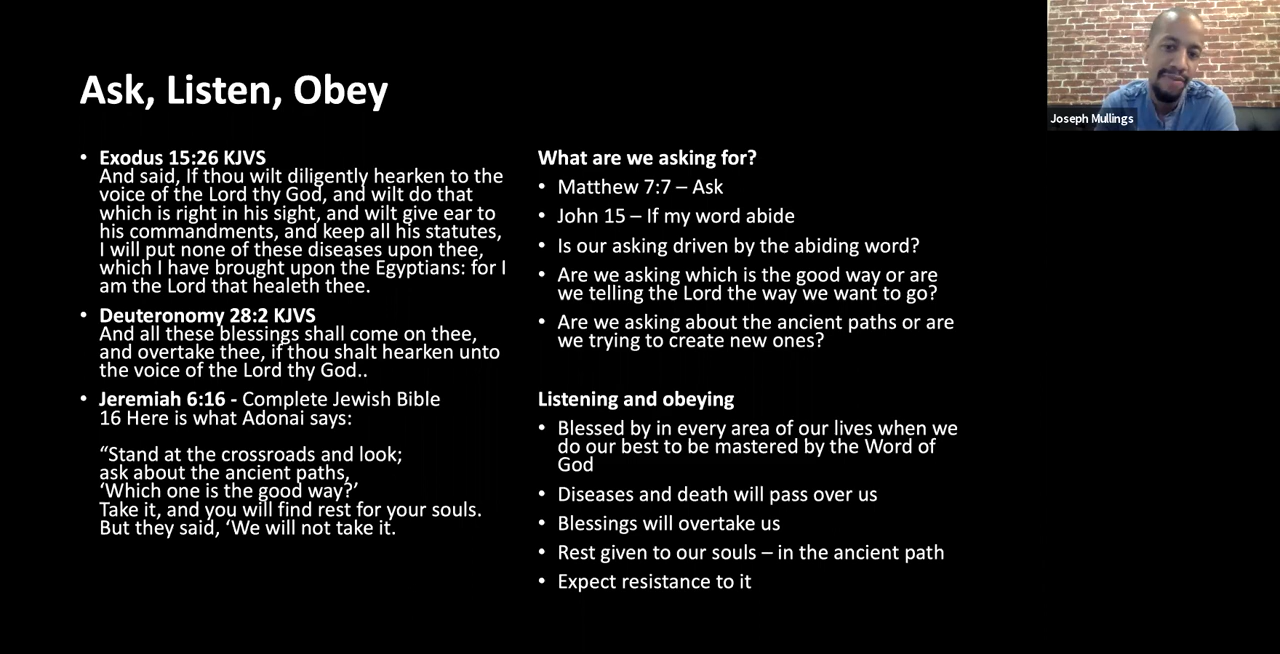 Ask, Listen, Obey
• Exodus 15:26 KJVS
And said, If thou wilt diligently hearken to the
voice of the Lord thy God, and wilt do that
which is right in his sight, and wilt give ear to
his commandments, and keep all his statutes,
I will put none of these diseases upon thee,
which I have brought upon the Egyptians: for I
am the Lord that healeth thee.
• Deuteronomy 28:2 KJVS
And all these blessings shall come on thee,
and overtake thee, if thou shalt hearken unto
the voice of the Lord thy God..
• Jeremiah 6:16 - Complete Jewish Bible
16 Here is what Adonai says:
“Stand at the crossroads and look;
ask about the ancient paths,
‘Which one is the good way?’
Take it, and you will find rest for your souls.
But they said, ‘We will not take it.
What are we asking for?
• Matthew 7:7 – Ask
• John 15 – If my word abide
• Is our asking driven by the abiding word?
• Are we asking which is the good way or are
we telling the Lord the way we want to go?
• Are we asking about the ancient paths or are
we trying to create new ones?
Listening and obeying
• Blessed by in every area of our lives when we
do our best to be mastered by the Word of
God
• Diseases and death will pass over us
• Blessings will overtake us
• Rest given to our souls – in the ancient path
• Expect resistance to it
Joseph Mullings